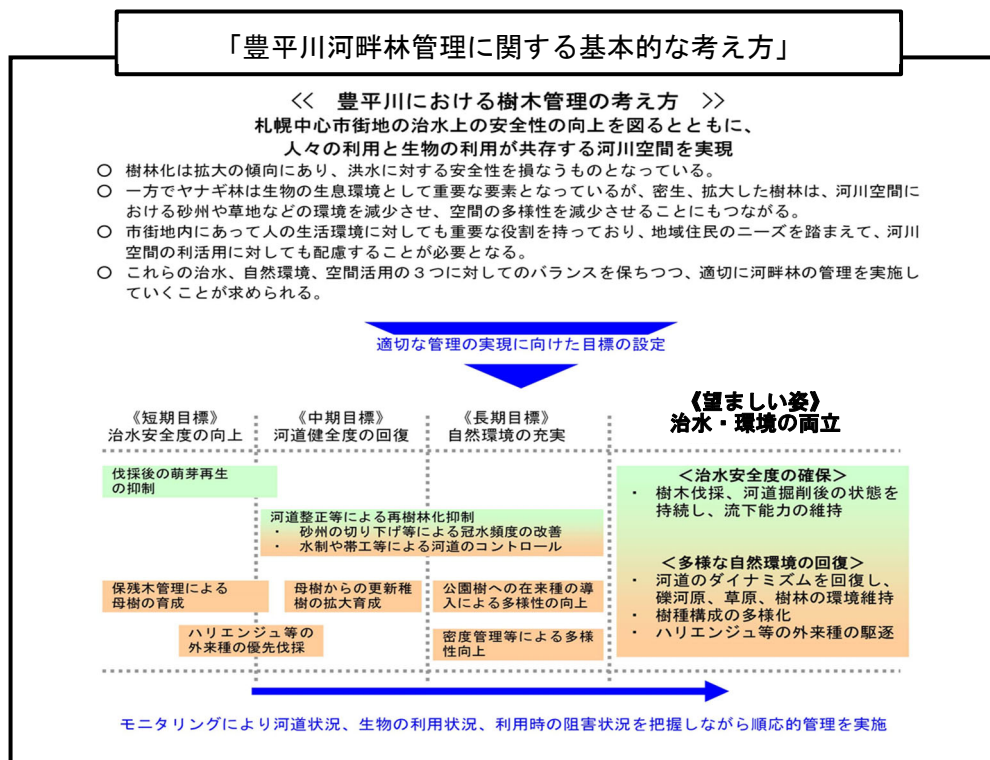 「豊平川河畔林管理に関する基本的な考え方」
≪　豊平川における樹木管理の考え方　≫
札幌中心市街地の治水上の安全性の向上を図るとともに、
人々の利用と生物の利用が共存する河川空間を実現
○ 樹林化は拡大の傾向にあり、洪水に対する安全性を損なうものとなっている。
○ 一方でヤナギ林は生物の生息環境として重要な要素となっているが、密生、拡大した樹林は、河川空間に
おける砂州や草地などの環境を減少させ、空間の多様性を減少させることにもつながる。
○ 市街地内にあって人の生活環境に対しても重要な役割を持っており、地域住民のニーズを踏まえて、河川
空間の利活用に対しても配慮することが必要となる。
○ これらの治水、自然環境、空間活用の３つに対してのバランスを保ちつつ、適切に河畔林の管理を実施し
ていくことが求められる。
適切な管理の実現に向けた目標の設定
《短期目標》
治水安全度の向上
《中期目標》
河道健全度の回復
《長期目標》
自然環境の充実
《望ましい姿》
治水・環境の両立
伐採後の萌芽再生
の抑制
河道整正等による再樹林化抑制
・ 砂州の切り下げ等による冠水頻度の改善
・ 水制や帯工等による河道のコントロール
保残木管理による
母樹の育成
母樹からの更新稚
樹の拡大育成
公園樹への在来種の導
入による多様性の向上
ハリエンジュ等の
外来種の優先伐採
密度管理等による多様
性向上
＜治水安全度の確保＞
・ 樹木伐採、河道掘削後の状態を
持続し、流下能力の維持
＜多様な自然環境の回復＞
・ 河道のダイナミズムを回復し、
礫河原、草原、樹林の環境維持
・ 樹種構成の多様化
・ ハリエンジュ等の外来種の駆逐
モニタリングにより河道状況、生物の利用状況、利用時の阻害状況を把握しながら順応的管理を実施